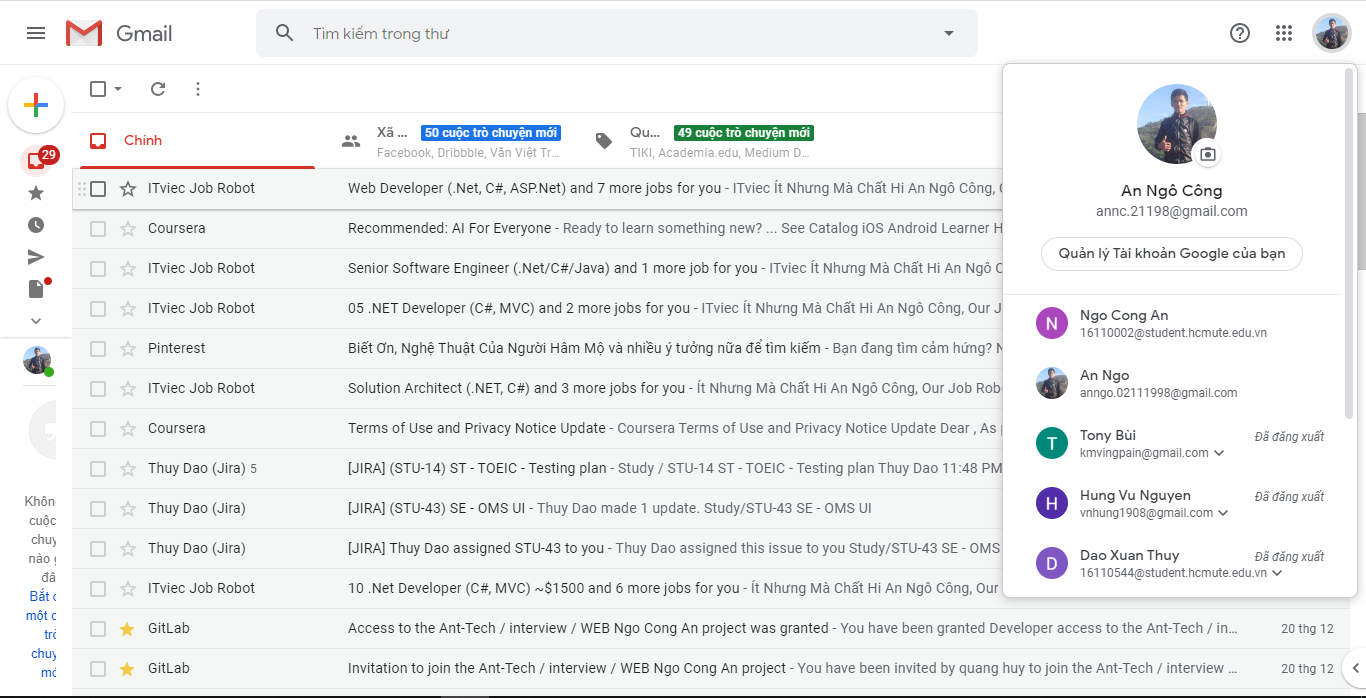 Gmail
Tìm kiếm trong thư
Chính
Xã ... 50 cuộc trò chuyện mới
Facebook, Dribbble, Văn Việt Tr…
Qu... 49 cuộc trò chuyện mới
TIKI, Academia.edu, Medium D…
29
ITviec Job Robot Web Developer (.Net, C#, ASP.Net) and 7 more jobs for you - ITviec Ít Nhưng Mà Chất Hi An Ngô Công,
Coursera Recommended: AI For Everyone - Ready to learn something new? ... See Catalog iOS Android Learner H
ITviec Job Robot Senior Software Engineer (.Net/C#/Java) and 1 more job for you - ITviec Ít Nhưng Mà Chất Hi An Ngô C
ITviec Job Robot 05 .NET Developer (C#, MVC) and 2 more jobs for you - ITviec Ít Nhưng Mà Chất Hi An Ngô Công, Our J
Pinterest Biết Ơn, Nghệ Thuật Của Người Hâm Mộ và nhiều ý tưởng nữa để tìm kiếm - Bạn đang tìm cảm hứng? N
ITviec Job Robot Solution Architect (.NET, C#) and 3 more jobs for you - Ít Nhưng Mà Chất Hi An Ngô Công, Our Job Rob
Coursera Terms of Use and Privacy Notice Update - Coursera Terms of Use and Privacy Notice Update Dear , As
Thuy Dao (Jira) 5 [JIRA] (STU-14) ST - TOEIC - Testing plan - Study / STU-14 ST - TOEIC - Testing plan Thuy Dao 11:48 PM
Thuy Dao (Jira) [JIRA] (STU-43) SE - OMS UI - Thuy Dao made 1 update. Study/STU-43 SE - OMS UI
Thuy Dao (Jira) [JIRA] Thuy Dao assigned STU-43 to you - Thuy Dao assigned this issue to you Study/STU-43 SE - OMS
ITviec Job Robot 10 .Net Developer (C#, MVC) ~$1500 and 6 more jobs for you - Ít Nhưng Mà Chất Hi An Ngô Công, Our
GitLab Access to the Ant-Tech / interview / WEB Ngo Cong An project was granted - You have been granted Developer access to the Ant-Tech / in… 20 thg 12
GitLab Invitation to join the Ant-Tech / interview / WEB Ngo Cong An project - You have been invited by quang huy to join the Ant-Tech / interview … 20 thg 12
Khôn
cuộc
chuy
nào
đâ
Bắt
một c
trò
chuy
mớ
An Ngô Công
annc.21198@gmail.com
Quản lý Tài khoản Google của bạn
N
Ngo Cong An
16110002@student.hcmute.edu.vn
An Ngo
anngo.02111998@gmail.com
T
Tony Bùi Đã đăng xuất
kmvingpain@gmail.com
H
Hung Vu Nguyen Đã đăng xuất
vnhung1908@gmail.com
D
Dao Xuan Thuy Đã đăng xuất
16110544@student.hcmute.edu.vn